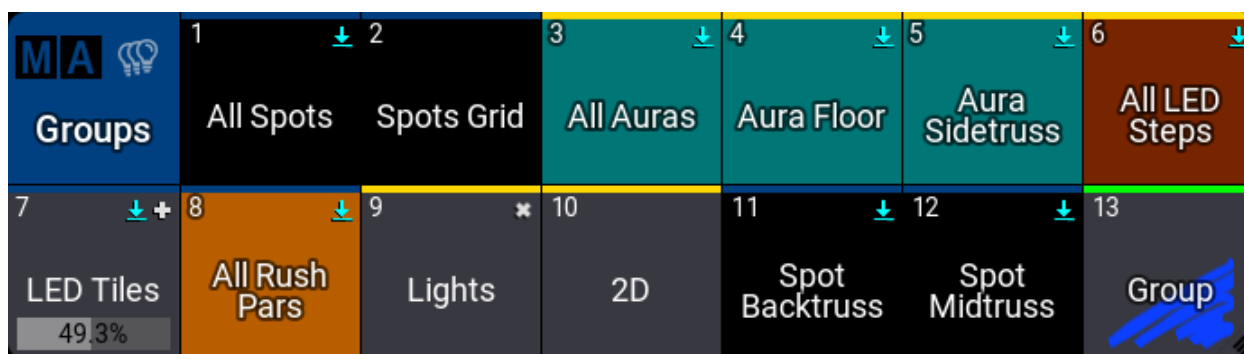 MA
Groups
1
All Spots
2
Spots Grid
3
All Auras
4
Aura Floor
5
Aura
Sidetruss
6
All LED
Steps
7
LED Tiles
49.3%
8
All Rush
Pars
9
Lights
10
2D
11
Spot
Backtruss
12
Spot
Midtruss
13
Group